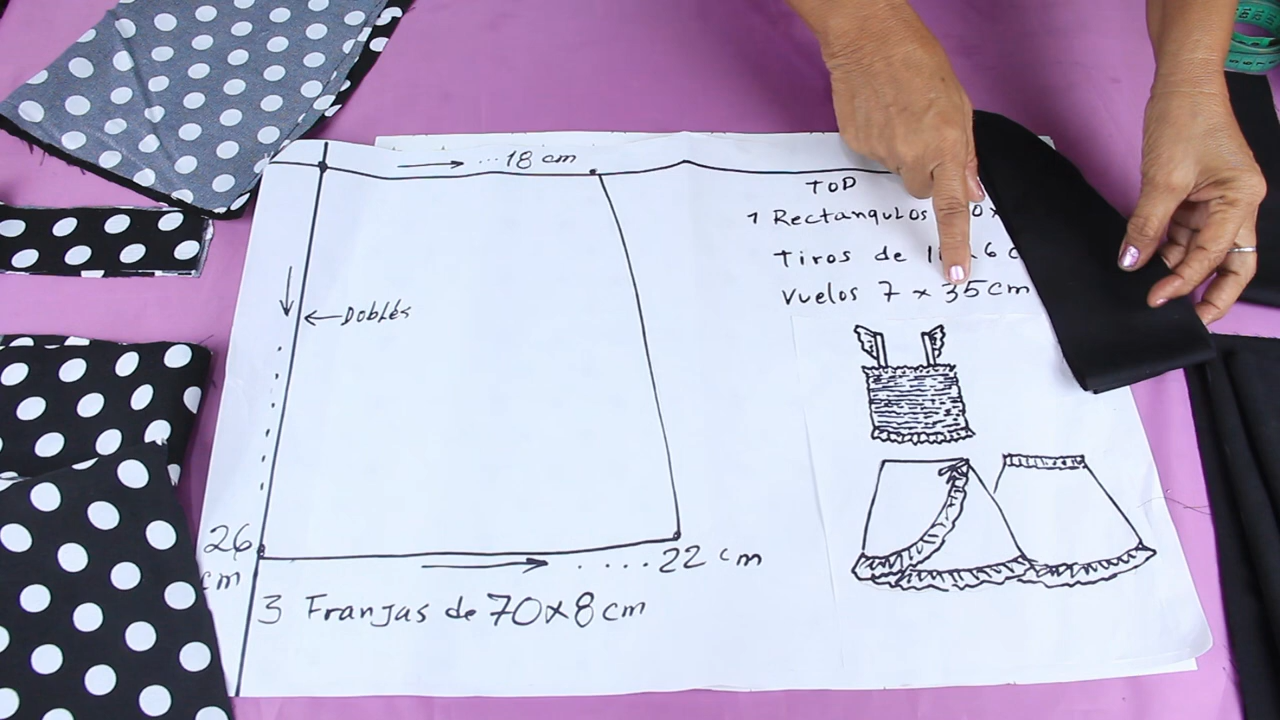 ...18 cm
TOP
1 Rectangulos
Tiros de
Vuelos 7 x 35 cm
←Doblés
26
cm
....22 cm
3 Franjas de 70x8 cm